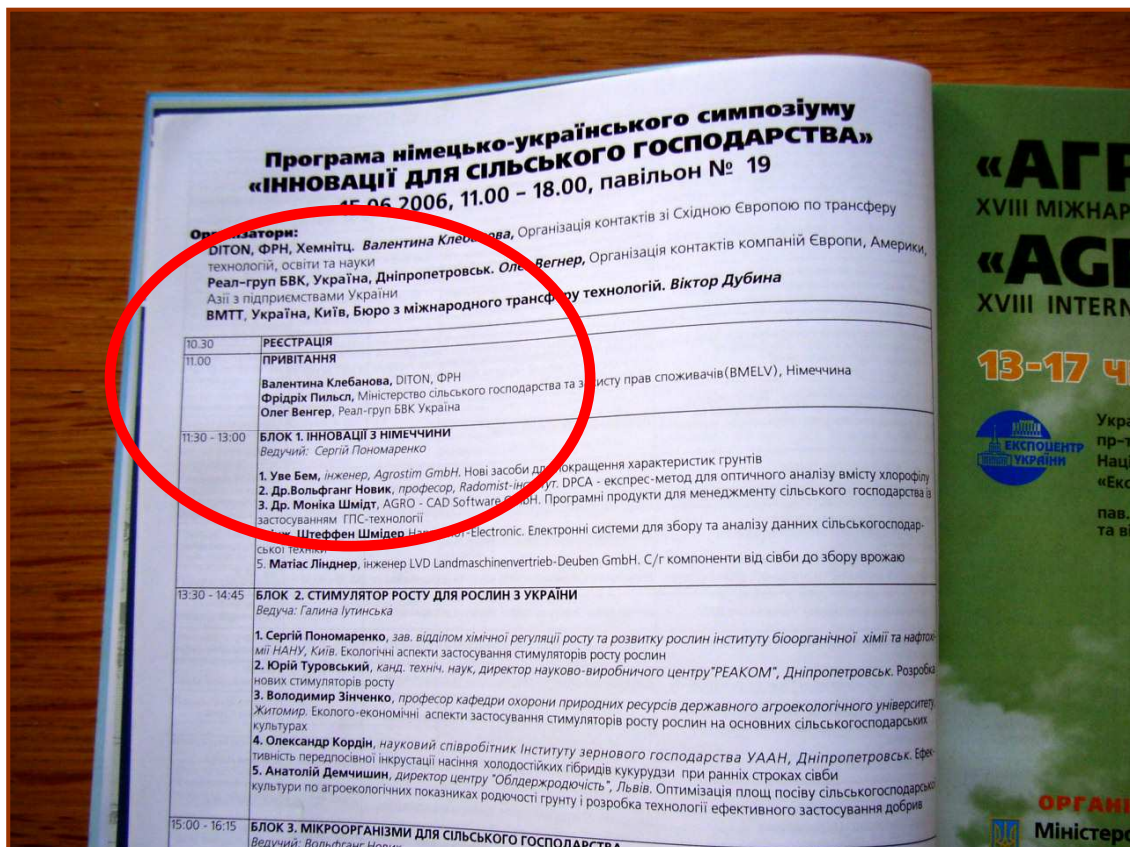 Програма німецько-українського симпозіуму
«ІННОВАЦІЇ ДЛЯ СІЛЬСЬКОГО ГОСПОДАРСТВА»
15.06.2006, 11.00 – 18.00, павільон № 19
Організатори:
DITON, ФРН, Хемнітц. Валентина Клебанова, Організація контактів зі Східною Європою по трансферу
технологій, освіти та науки
Реал-груп БВК, Україна, Дніпропетровськ. Олег Вегнер, Організація контактів компаній Європи, Америки,
Азії з підприємствами України
ВМТТ, Україна, Київ, Бюро з міжнародного трансферу технологій. Віктор Дубина
10.30 РЕЄСТРАЦІЯ
11.00 ПРИВІТАННЯ
Валентина Клебанова, DITON, ФРН
Фрідріх Пильсл, Міністерство сільського господарства та захисту прав споживачів(BMELV), Німеччина
Олег Венгер, Реал-груп БВК Україна
11:30 - 13:00 БЛОК 1. ІННОВАЦІЇ З НІМЕЧЧИНИ
Ведучий: Сергій Пономаренко
1. Уве Бем, інженер, Agrostim GmbH. Нові засоби для покращення характеристик грунтів
2. Др.Вольфганг Новик, професор, Radomist-інститут. DPCA - експрес-метод для оптичного аналізу вмісту хлорофілу
3. Др. Моніка Шмідт, AGRO - CAD Software GmbH. Програмні продукти для менеджменту сільського господарства із
застосуванням ГПС-технології
Штеффен Шмідер -Electronic. Електронні системи для збору та аналізу данних сільськогосподар-
ської техніки
5. Матіас Лінднер, інженер LVD Landmaschinenvertrieb-Deuben GmbH. С/г компоненти від сівби до збору врожаю
13:30 - 14:45 БЛОК 2. СТИМУЛЯТОР РОСТУ ДЛЯ РОСЛИН З УКРАЇНИ
Ведуча: Галина Іутинська
1. Сергій Пономаренко, зав. відділом хімічної регуляції росту та розвитку рослин інституту біоорганічної хімії та нафтохі-
мії НАНУ, Київ. Екологічні аспекти застосування стимуляторів росту рослин
2. Юрій Туровський, канд. техніч. наук, директор науково-виробничого центру"РЕАКОМ", Дніпропетровськ. Розробка
нових стимуляторів росту
3. Володимир Зінченко, професор кафедри охорони природних ресурсів державного агроекологічного університету,
Житомир. Еколого-економічні аспекти застосування стимуляторів росту рослин на основних сільськогосподарських
культурах
4. Олександр Кордін, науковий співробітник Інституту зернового господарства УААН, Дніпропетровськ. Ефек-
тивність передпосівної інкрустації насіння холодостійких гібридів кукурудзи при ранніх строках сівби
5. Анатолій Демчишин, директор центру "Облдержродючість", Львів. Оптимізація площ посіву сільськогосподарсько
культури по агроекологічних показниках родючості грунту і розробка технології ефективного застосування добрив
15:00 - 16:15 БЛОК 3. МІКРООРГАНІЗМИ ДЛЯ СІЛЬСЬКОГО ГОСПОДАРСТВА
Ведучий: Вольфганг Новик
«АГР
XVIII МІЖНАР
«AGR
XVIII INTERN
13-17 ч
ЕКСПОЦЕНТР
УКРАЇНИ
Укра
пр-т
Наці
«Екс
пав.
та ві
ОРГАНІ
Міністерс